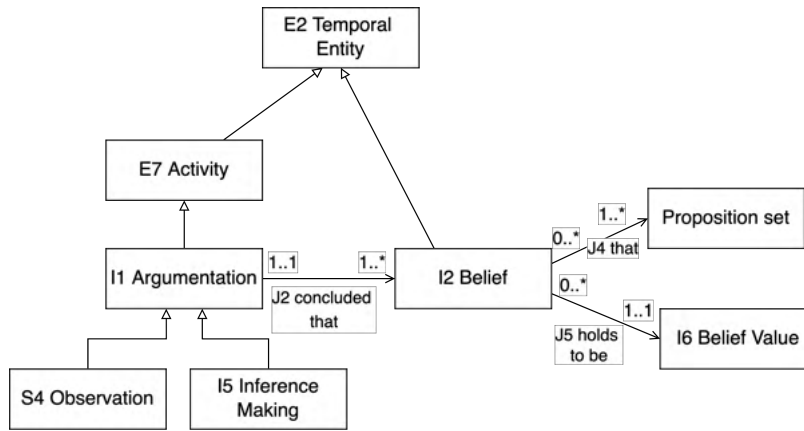 E2 Temporal
Entity
E7 Activity
1..*
Proposition set
0..*
J4 that
I1 Argumentation
1..1
1..*
I2 Belief
0..*
J2 concluded
that
1..1
J5 holds
to be
I6 Belief Value
S4 Observation
I5 Inference
Making